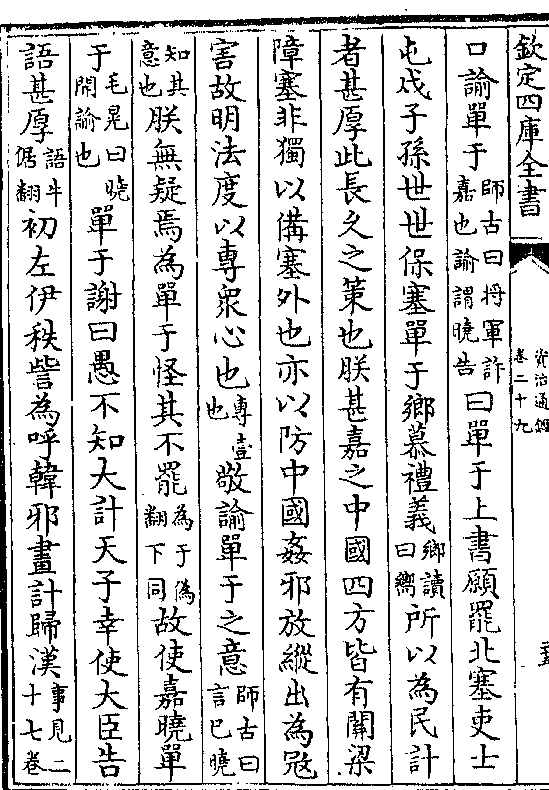 欽定四庫全書
資治通鑑
卷二十九
口諭單于師古曰將軍許嘉也諭謂曉告曰單于上書願罷北塞吏士
屯戍子孫世世保塞單于鄉慕禮義鄉讀曰嚮所以為民計
者甚厚此長久之策也朕甚嘉之中國四方皆有關梁
障塞非獨以備塞外也亦以防中國姦邪放縱出為冦
害故明法度以專衆心也專壹也敬諭單于之意師古曰言已曉
知其意也朕無疑焉為單于怪其不罷為于偽翻下同故使嘉曉單
于毛晃曰曉開諭也單于謝曰愚不知大計天子幸使大臣告
語甚厚語牛倨翻初左伊秩訾為呼韓邪畫計歸漢事見二十七卷